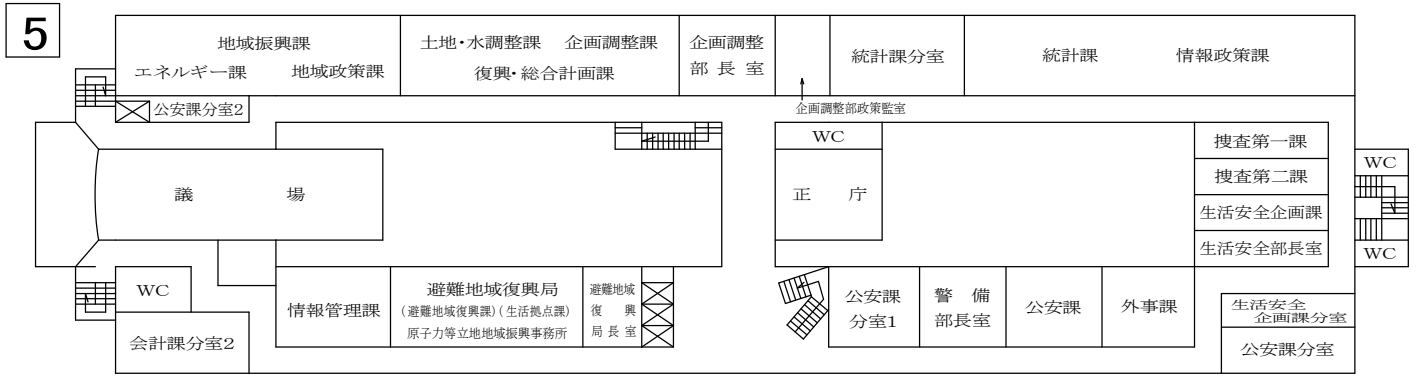 5
地域振興課
エネルギー課 地域政策課
土地・水調整課 企画調整課
復興・総合計画課
企画調整
部長室
統計課分室
統計課 情報政策課
公安課分室2
企画調整部政策監室
WC
捜査第一課
WC
捜査第二課
議場
正庁
生活安全企画課
生活安全部長室
WC
WC
情報管理課
避難地域復興局
(避難地域復興課)(生活拠点課)
原子力等立地地域振興事務所
避難地域
復興
局長室
公安課
分室1
警備
部長室
公安課
外事課
生活安全
企画課分室
会計課分室2
公安課分室